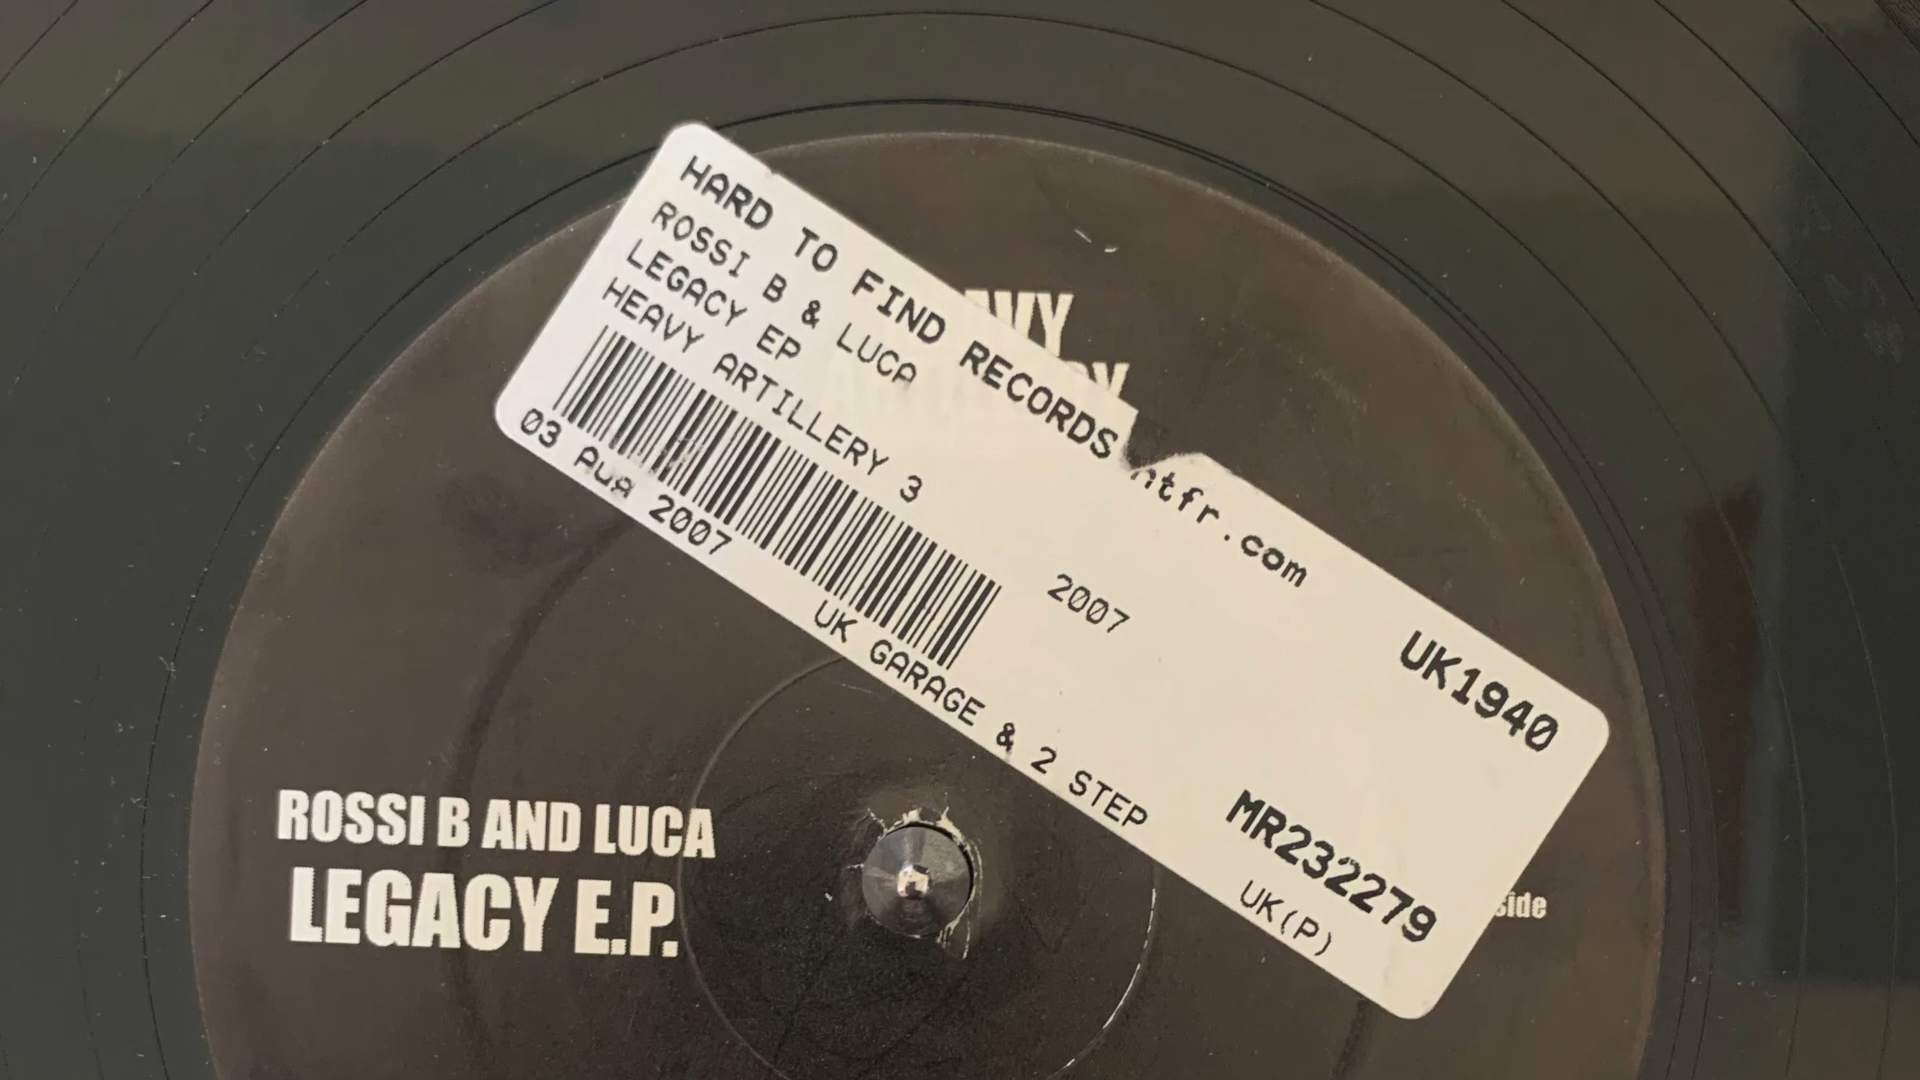 HARD TO FIND RECORDS htfr.com
ROSSI B & LUCA
LEGACY EP
HEAVY ARTILLERY 3
2007
03 AUG 2007
UK GARAGE & 2 STEP
UK1940
MR232279
UK(P)
ROSSI B AND LUCA
LEGACY E.P.
side